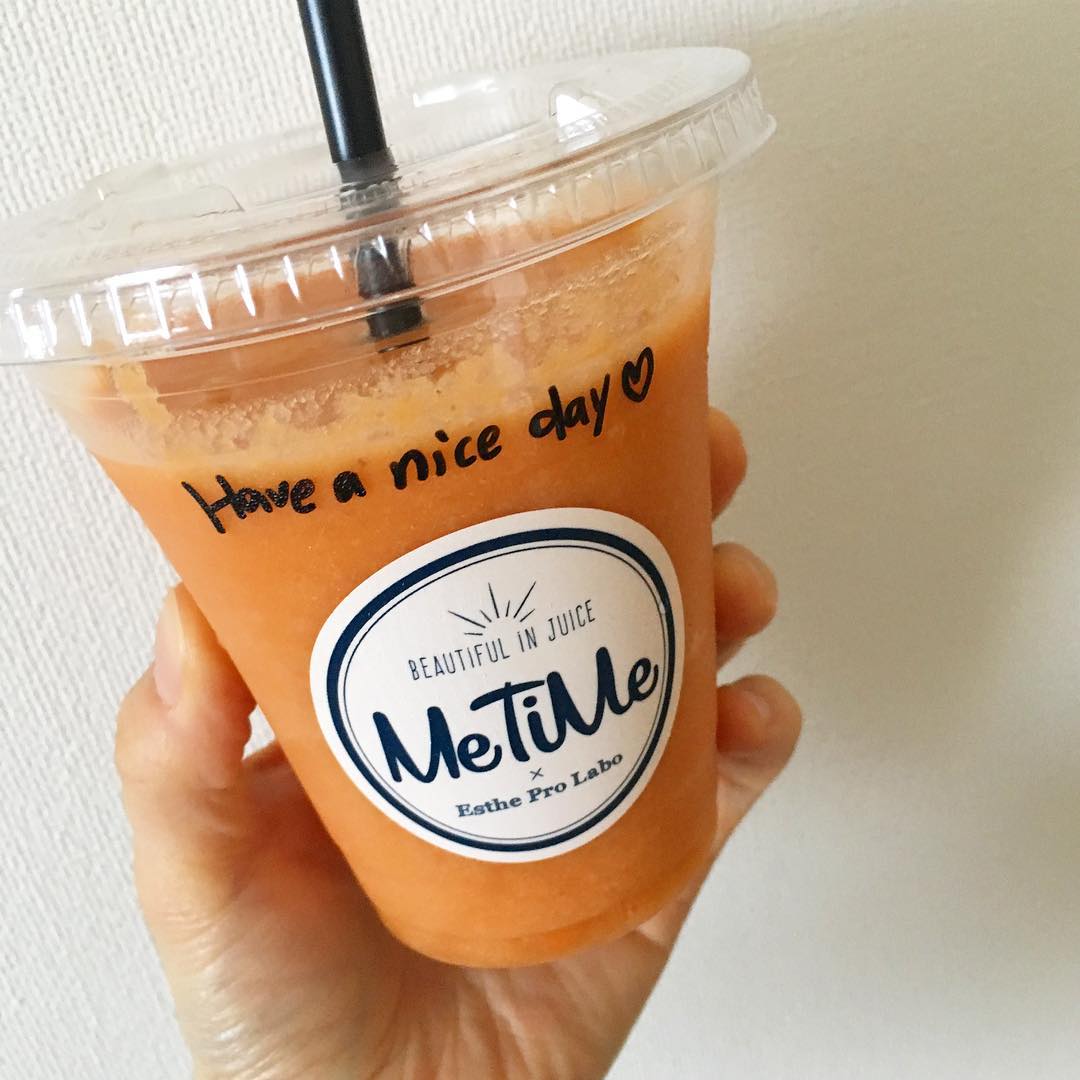 Have a nice day♡
BEAUTIFUL iN JUICE
MeTiMe
×
Esthe Pro Labo